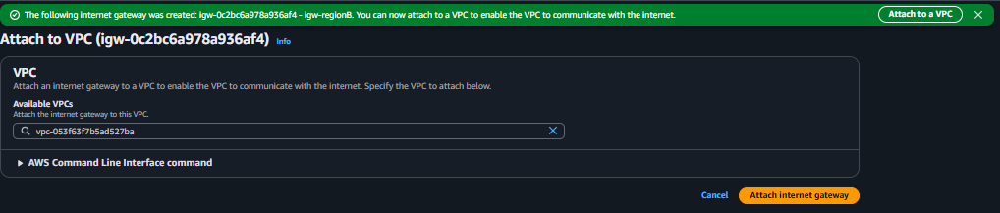 The following internet gateway was created: igw-0c2bc6a978a936af4 - igw-regionB. You can now attach to a VPC to enable the VPC to communicate with the internet.
Attach to a VPC
Attach to VPC (igw-0c2bc6a978a936af4) Info
VPC
Attach an internet gateway to a VPC to enable the VPC to communicate with the internet. Specify the VPC to attach below.
Available VPCs
Attach the internet gateway to this VPC.
vpc-053f63f7b5ad527ba
AWS Command Line Interface command
Cancel
Attach internet gateway